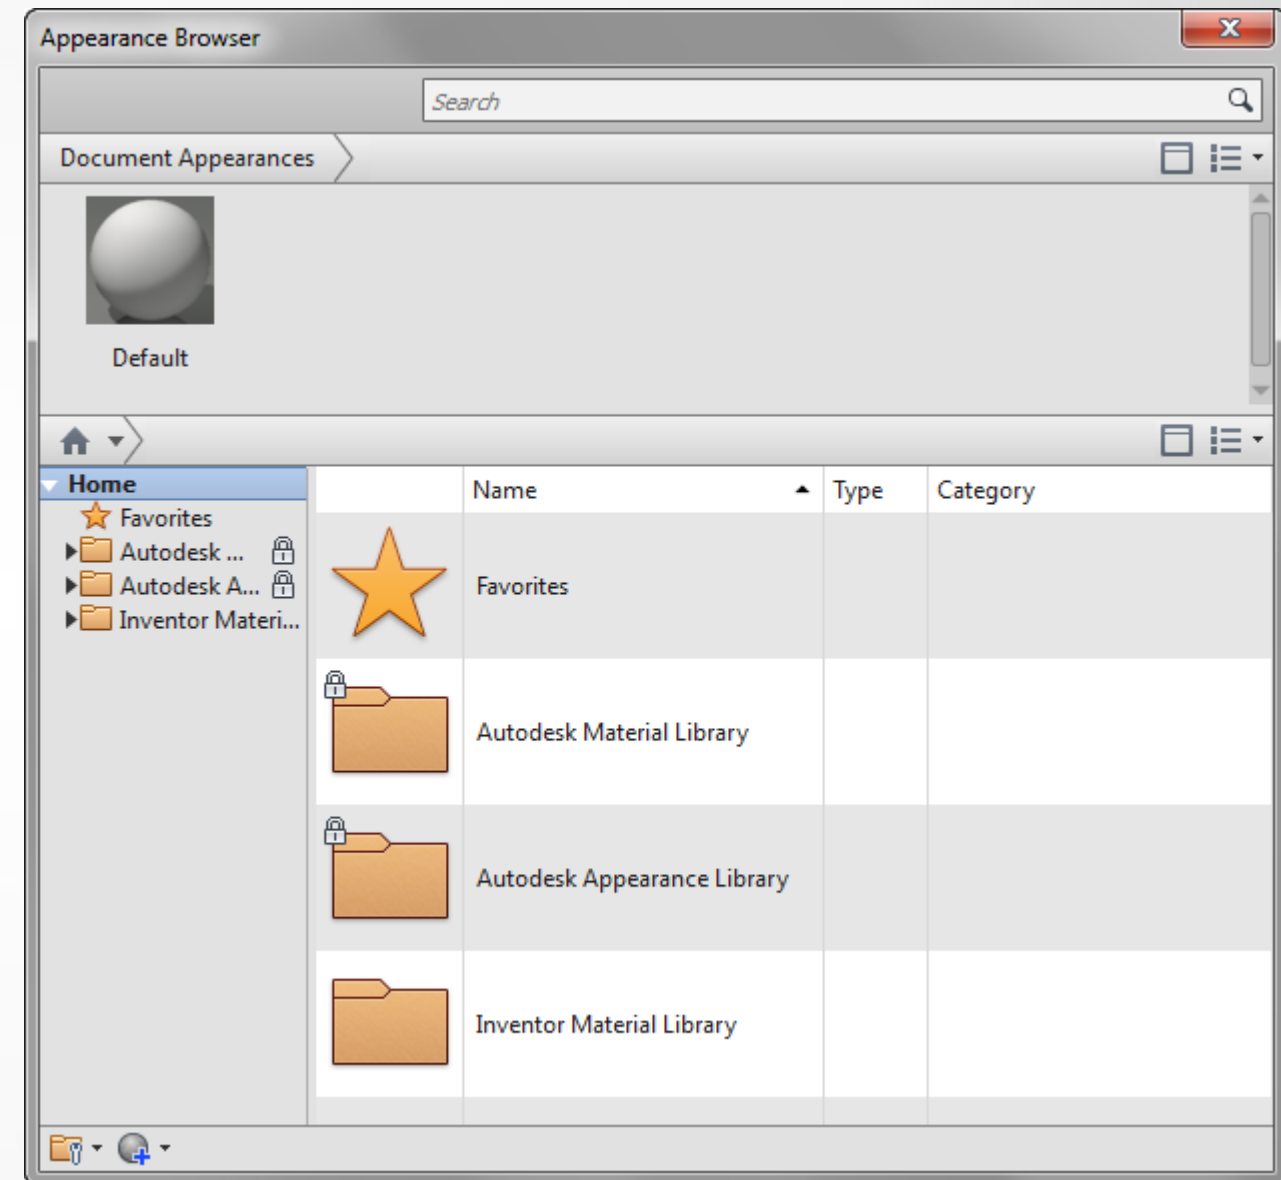 Appearance Browser
Search
Document Appearances
Default
Home
Favorites
Autodesk ...
Autodesk A...
Inventor Materi...
Name Type Category
Favorites
Autodesk Material Library
Autodesk Appearance Library
Inventor Material Library